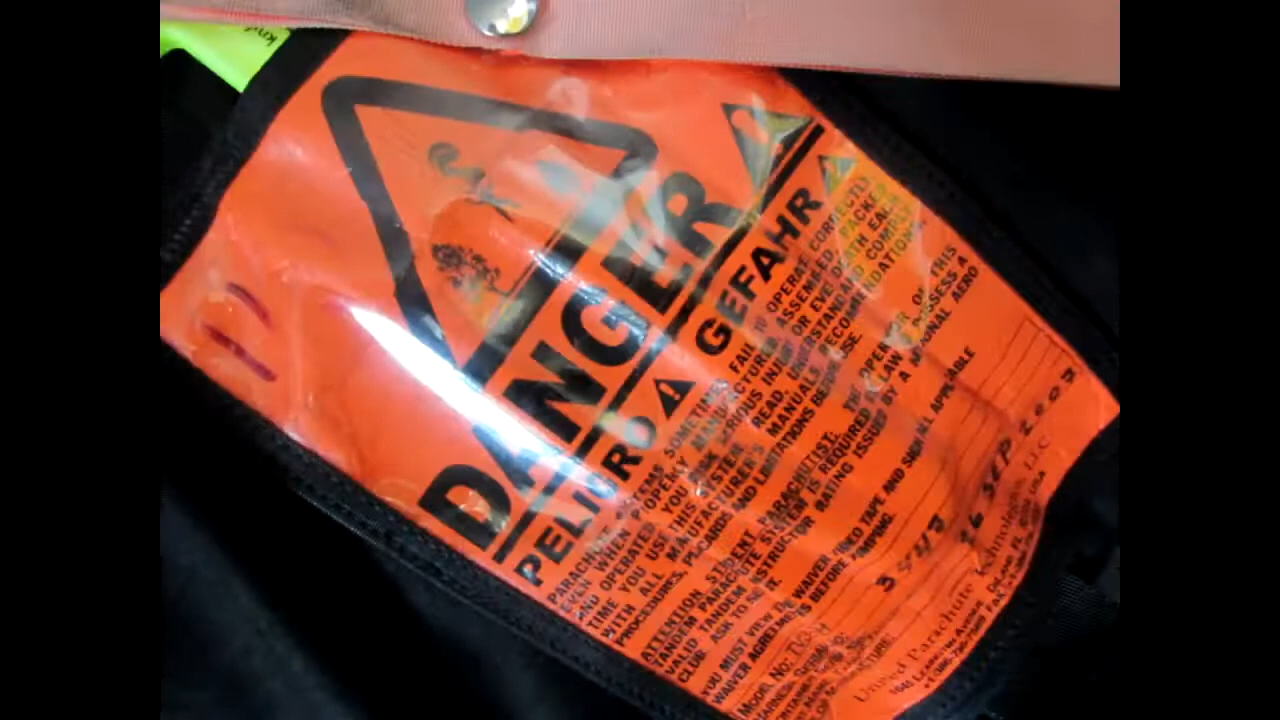 DANGER
PELIGRO GEFAHR
PARACHUTE SYSTEMS SOMETIMES FAIL TO OPERATE CORRECTLY
EVEN WHEN PROPERLY MANUFACTURED, ASSEMBLED, PACKED
AND OPERATED. YOU RISK SERIOUS INJURY OR EVEN DEATH EACH
TIME YOU USE THIS SYSTEM. READ, UNDERSTAND AND COMPLY
WITH ALL MANUFACTURER'S MANUALS, RECOMMENDATIONS,
PROCEDURES, PLACARDS AND LIMITATIONS BEFORE USE.
ATTENTION, STUDENT PARACHUTIST: THE OPERATOR OF THIS
TANDEM PARACHUTE SYSTEM IS REQUIRED BY LAW TO POSSESS A
VALID TANDEM INSTRUCTOR RATING ISSUED BY A NATIONAL AERO
CLUB. ASK TO SEE IT.
YOU MUST VIEW THE WAIVER VIDEO TAPE AND SIGN ALL APPLICABLE
WAIVER AGREEMENTS BEFORE JUMPING.
MODEL No:
26 SEP
United Parachute Technologies, LLC